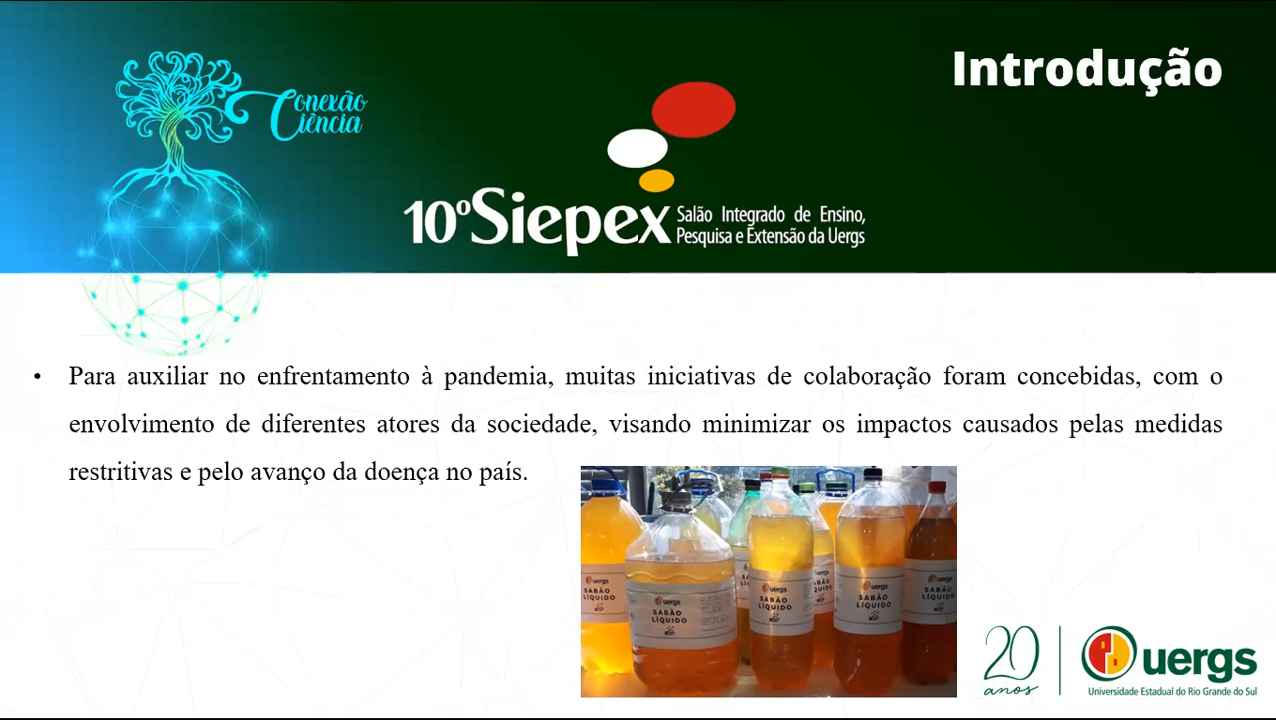 Introdução
Conexão
Ciência
10º Siepex
Salão Integrado de Ensino,
Pesquisa e Extensão da Uergs
• Para auxiliar no enfrentamento à pandemia, muitas iniciativas de colaboração foram concebidas, com o
envolvimento de diferentes atores da sociedade, visando minimizar os impactos causados pelas medidas
restritivas e pelo avanço da doença no país.
uergs
SABÃO
LÍQUIDO
uergs
SABÃO
LÍQUIDO
uergs
SABÃO
LÍQUIDO
uergs
SABÃO
LÍQUIDO
20
anos
uergs
Universidade Estadual do Rio Grande do Sul